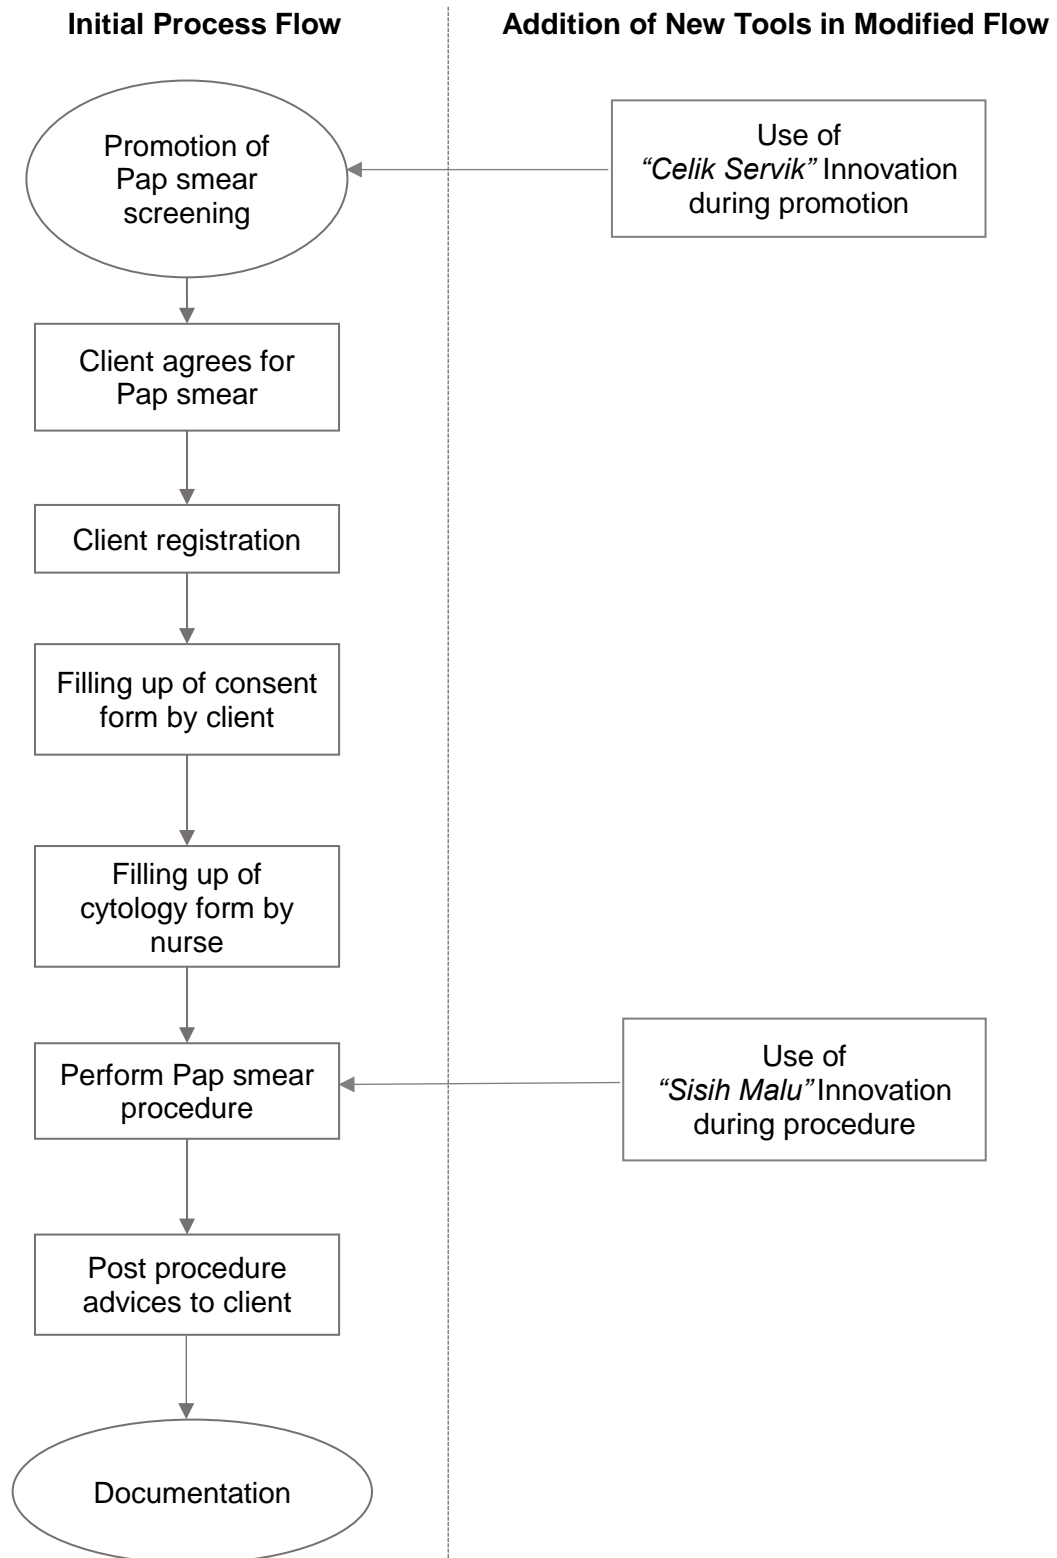 Initial Process Flow
Addition of New Tools in Modified Flow
Promotion of
Pap smear
screening
Use of
“Celik Servik” Innovation
during promotion
Client agrees for
Pap smear
Client registration
Filling up of consent
form by client
Filling up of
cytology form by
nurse
Perform Pap smear
procedure
Use of
“Sisih Malu” Innovation
during procedure
Post procedure
advices to client
Documentation